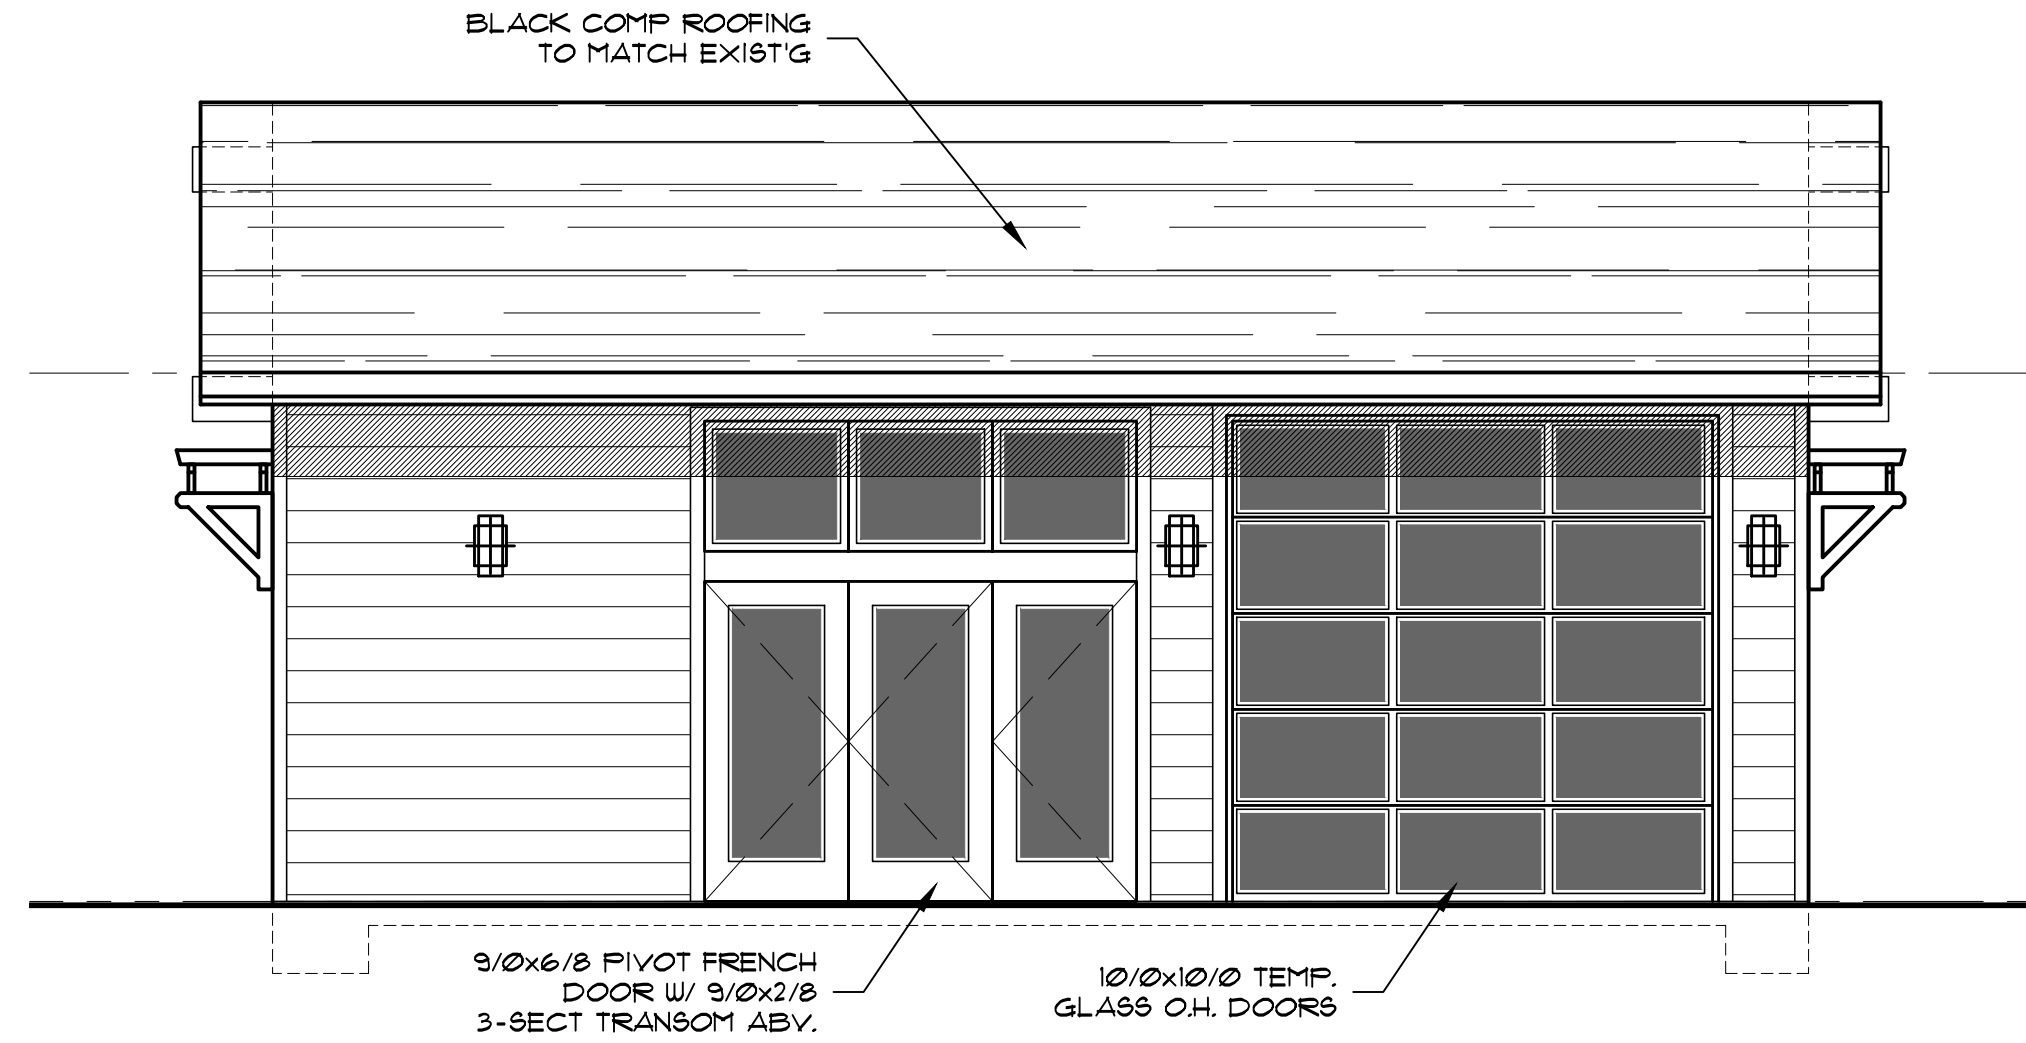 BLACK COMP ROOFING
TO MATCH EXIST'G
9/0x6/8 PIVOT FRENCH
DOOR W/ 9/0x2/8
3-SECT TRANSOM ABV.
10/0x10/0 TEMP.
GLASS O.H. DOORS